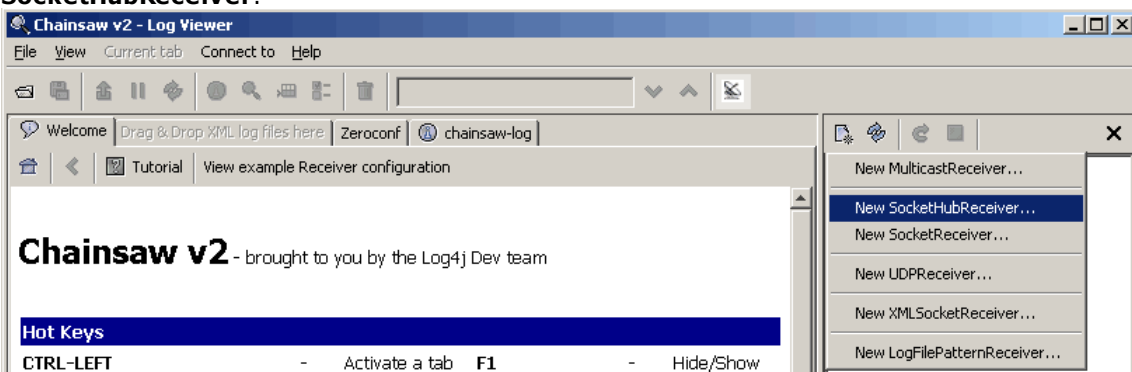 SocketHubReceiver.
Chainsaw v2 - Log Viewer
File View Current tab Connect to Help
Welcome Drag & Drop XML log files here Zeroconf chainsaw-log
Tutorial View example Receiver configuration
New MulticastReceiver...
New SocketHubReceiver...
New SocketReceiver...
New UDPReceiver...
New XMLSocketReceiver...
New LogFilePatternReceiver...
Chainsaw v2 - brought to you by the Log4j Dev team
Hot Keys
CTRL-LEFT - Activate a tab F1 - Hide/Show